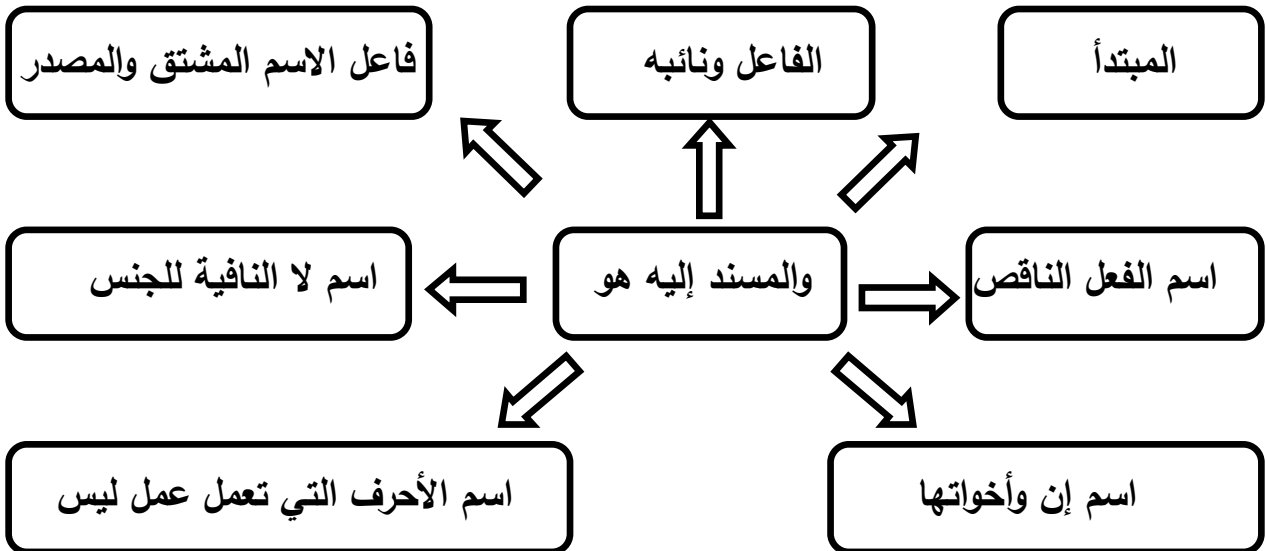 المبتدأ
الفاعل ونائبه
فاعل الاسم المشتق والمصدر
اسم الفعل الناقص
والمسند إليه هو
اسم لا النافية للجنس
اسم إن وأخواتها
اسم الأحرف التي تعمل عمل ليس